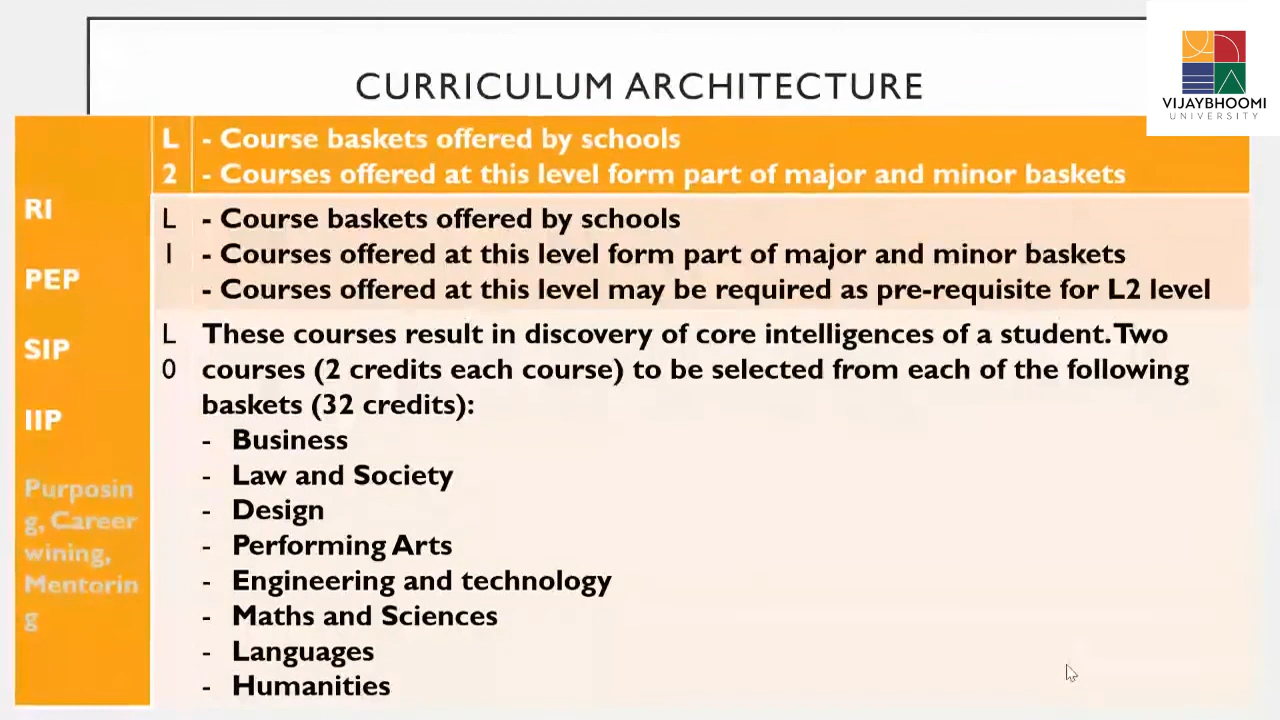 CURRICULUM ARCHITECTURE
VIJAYBHOOMI
UNIVERSITY
RI
PEP
SIP
IIP
Purposin
g, Career
wining,
Mentorin
g
L
2
- Course baskets offered by schools
- Courses offered at this level form part of major and minor baskets
L
1
- Course baskets offered by schools
- Courses offered at this level form part of major and minor baskets
- Courses offered at this level may be required as pre-requisite for L2 level
L
0
These courses result in discovery of core intelligences of a student. Two
courses (2 credits each course) to be selected from each of the following
baskets (32 credits):
- Business
- Law and Society
- Design
- Performing Arts
- Engineering and technology
- Maths and Sciences
- Languages
- Humanities